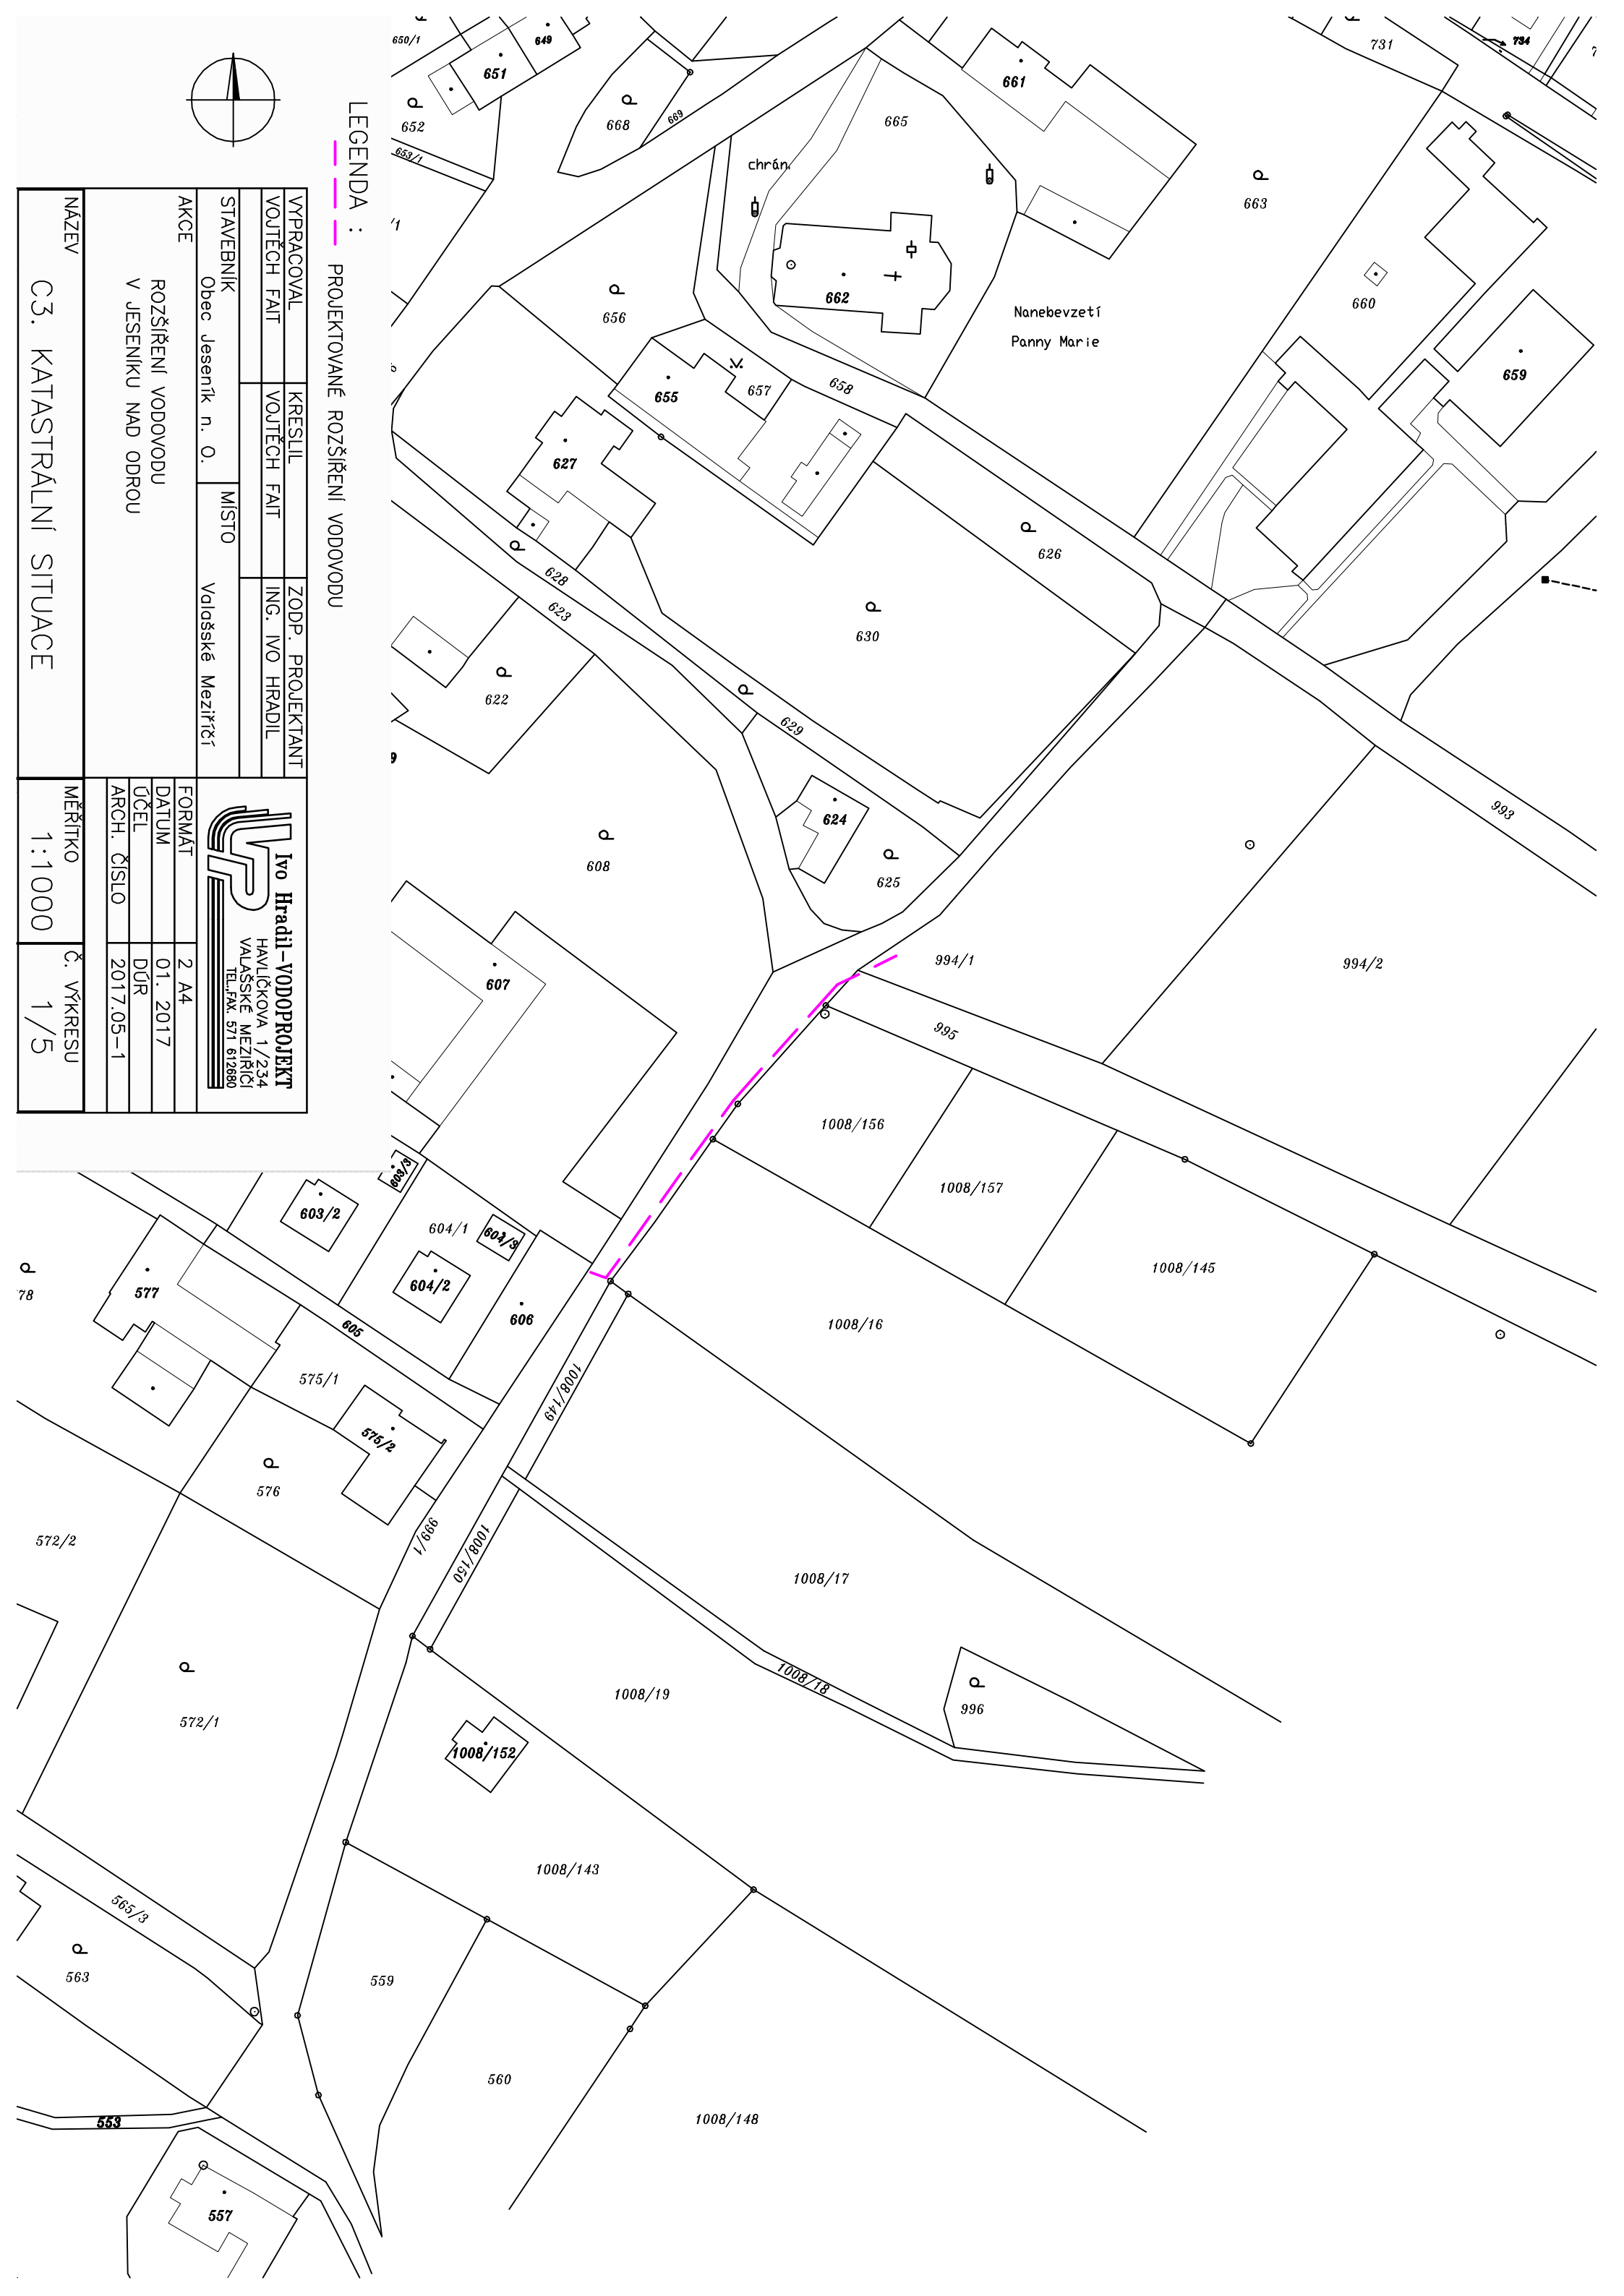 LEGENDA :
PROJEKTOVANÉ ROZŠÍŘENÍ VODOVODU
VYPRACOVAL
KRESLIL
ZODP. PROJEKTANT
VOJTĚCH FAIT
VOJTĚCH FAIT
ING. IVO HRADIL
STAVEBNÍK
Obec Jeseník n. O.
MÍSTO
Valašské Meziříčí
AKCE
ROZŠÍŘENÍ VODOVODU
V JESENÍKU NAD ODROU
NÁZEV
C3. KATASTRÁLNÍ SITUACE
Ivo Hradil-VODOPROJEKT
HAVLÍČKOVA 1/234
VALAŠSKÉ MEZIŘÍČÍ
TEL.,FAX. 571 612680
FORMÁT
2 A4
DATUM
01. 2017
ÚČEL
DÚR
ARCH. ČÍSLO
2017.05-1
MĚŘÍTKO
1:1000
Č. VÝKRESU
1/5
650/1
649
651
652
653/1
668
669
661
665
731
734
chrán.
663
662
656
Nanebevzetí
Panny Marie
660
659
655
657
658
627
626
628
623
630
622
629
993
624
625
608
607
994/1
994/2
995
1008/156
1008/157
1008/145
1008/16
603/3
603/2
604/1
604/3
604/2
577
606
605
575/1
575/2
576
1008/149
999/1
1008/150
572/2
1008/17
1008/18
996
572/1
1008/19
1008/152
1008/143
565/3
563
559
560
1008/148
553
557